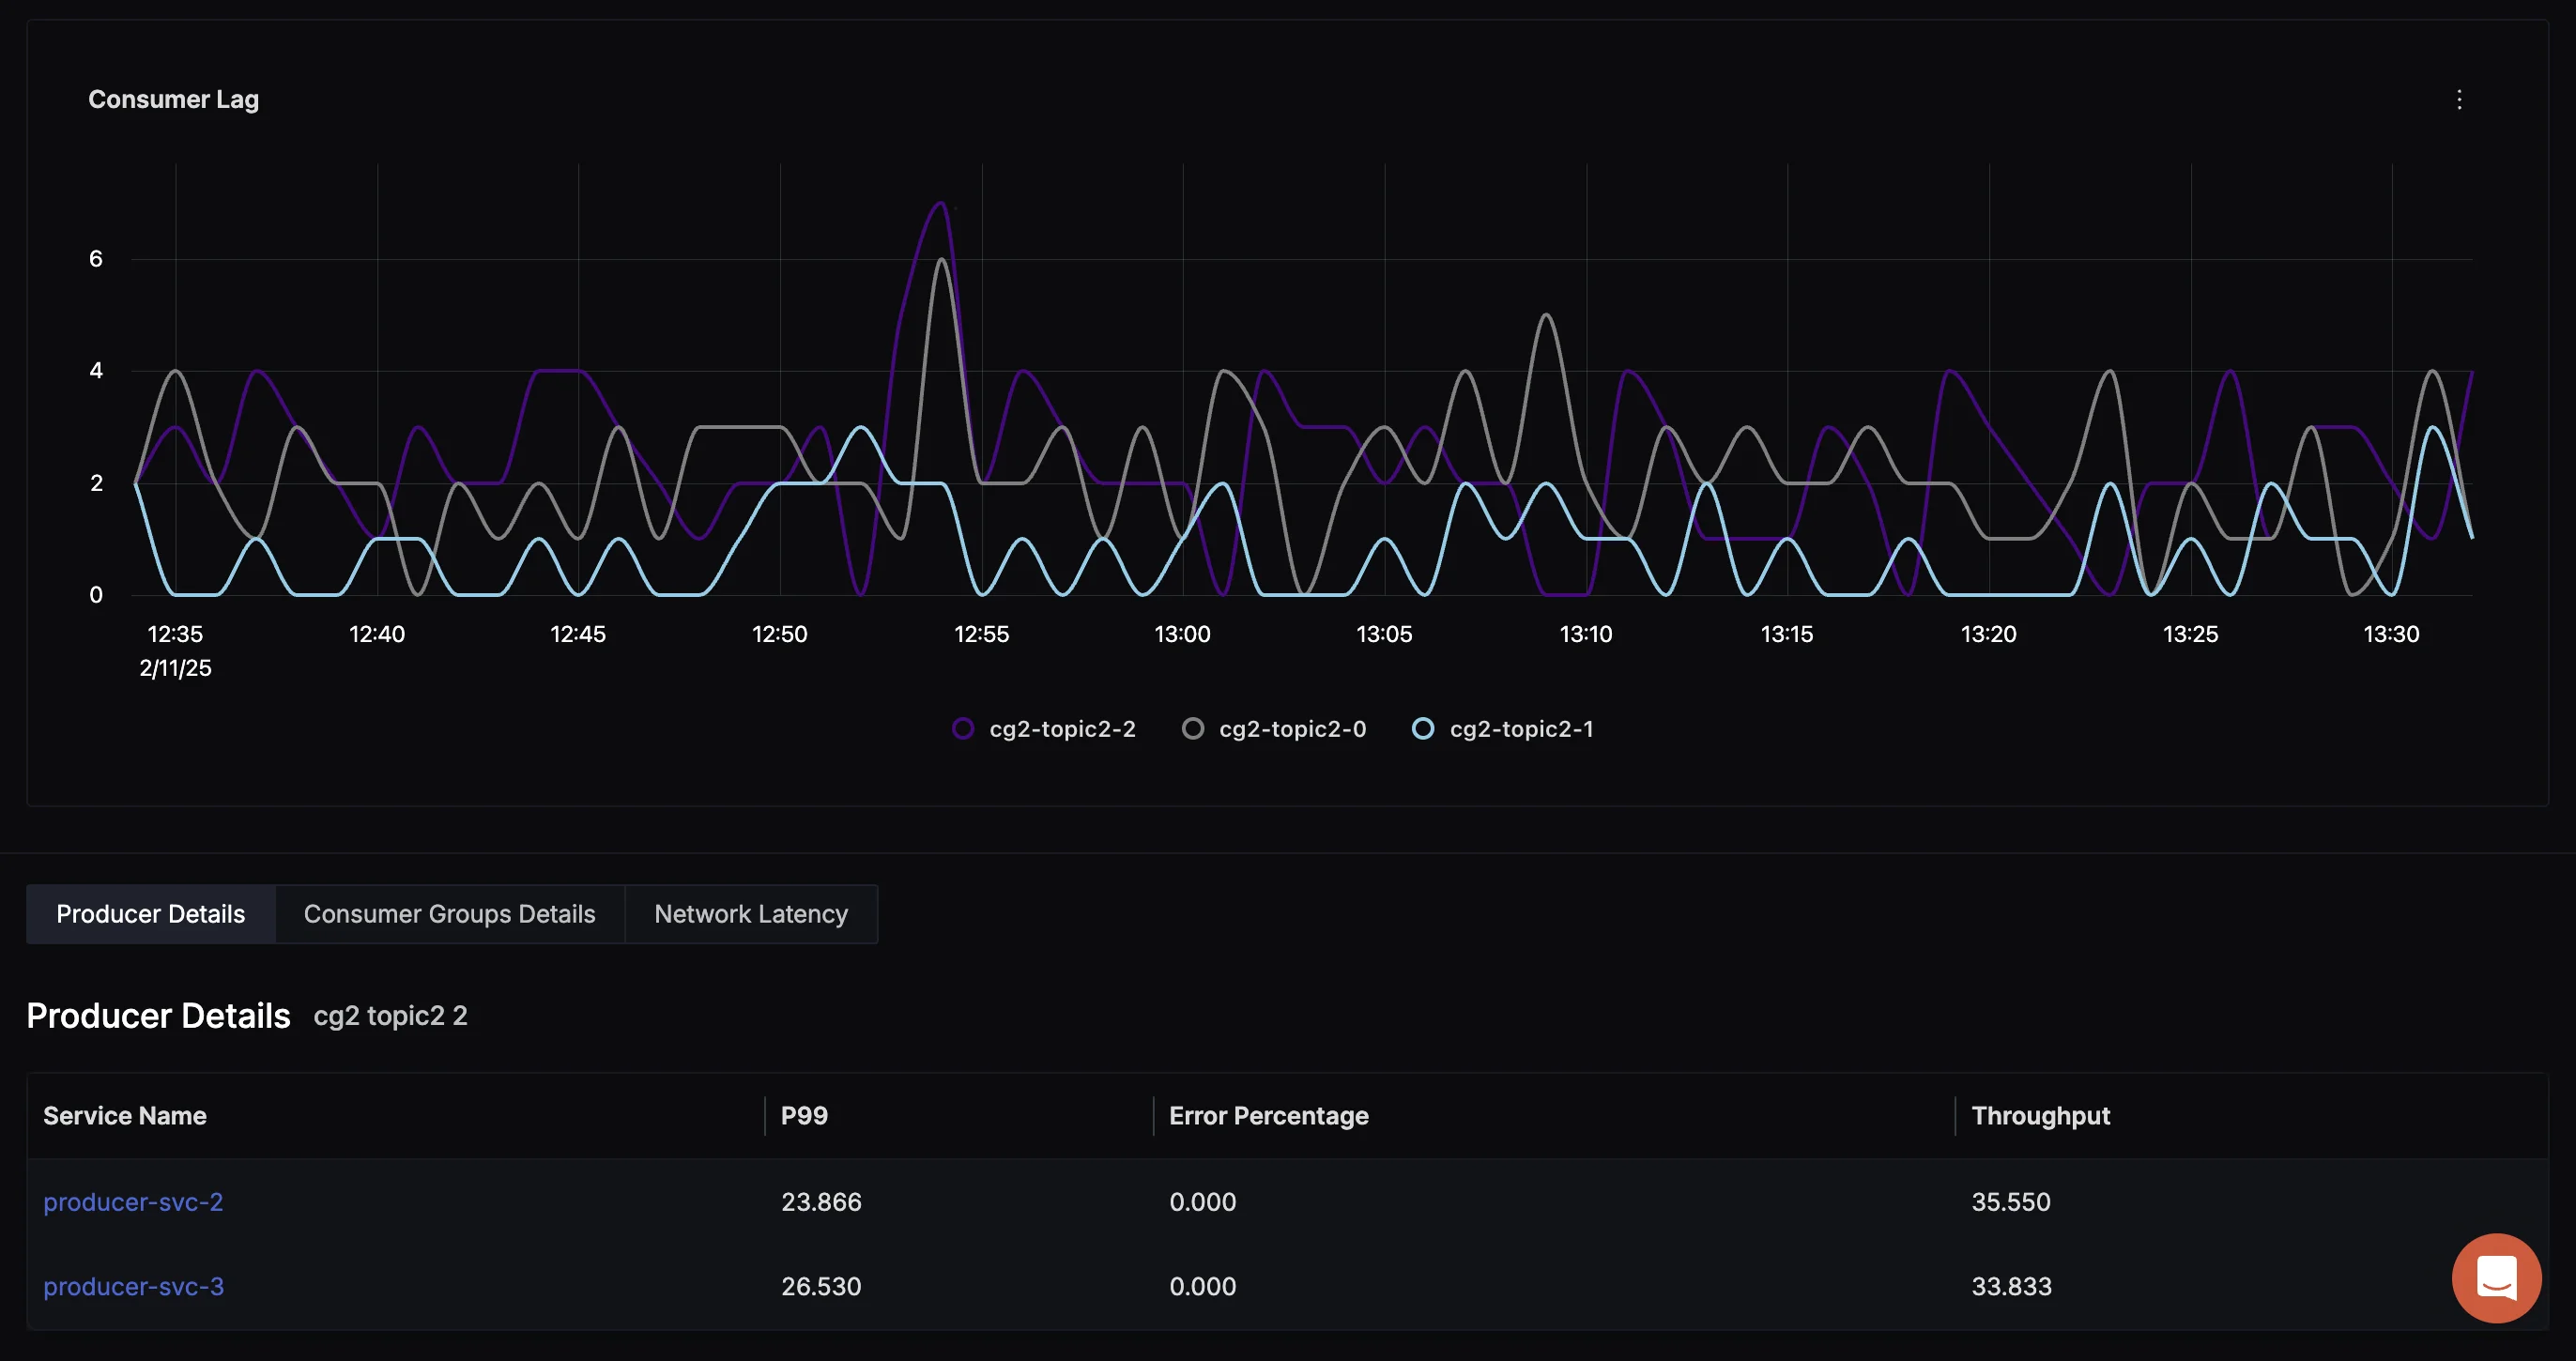 Consumer Lag
6
4
2
0
12:35 12:40 12:45 12:50 12:55 13:00 13:05 13:10 13:15 13:20 13:25 13:30
2/11/25
cg2-topic2-2 cg2-topic2-0 cg2-topic2-1
Producer Details Consumer Groups Details Network Latency
Producer Details cg2 topic2 2
Service Name P99 Error Percentage Throughput
producer-svc-2 23.866 0.000 35.550
producer-svc-3 26.530 0.000 33.833